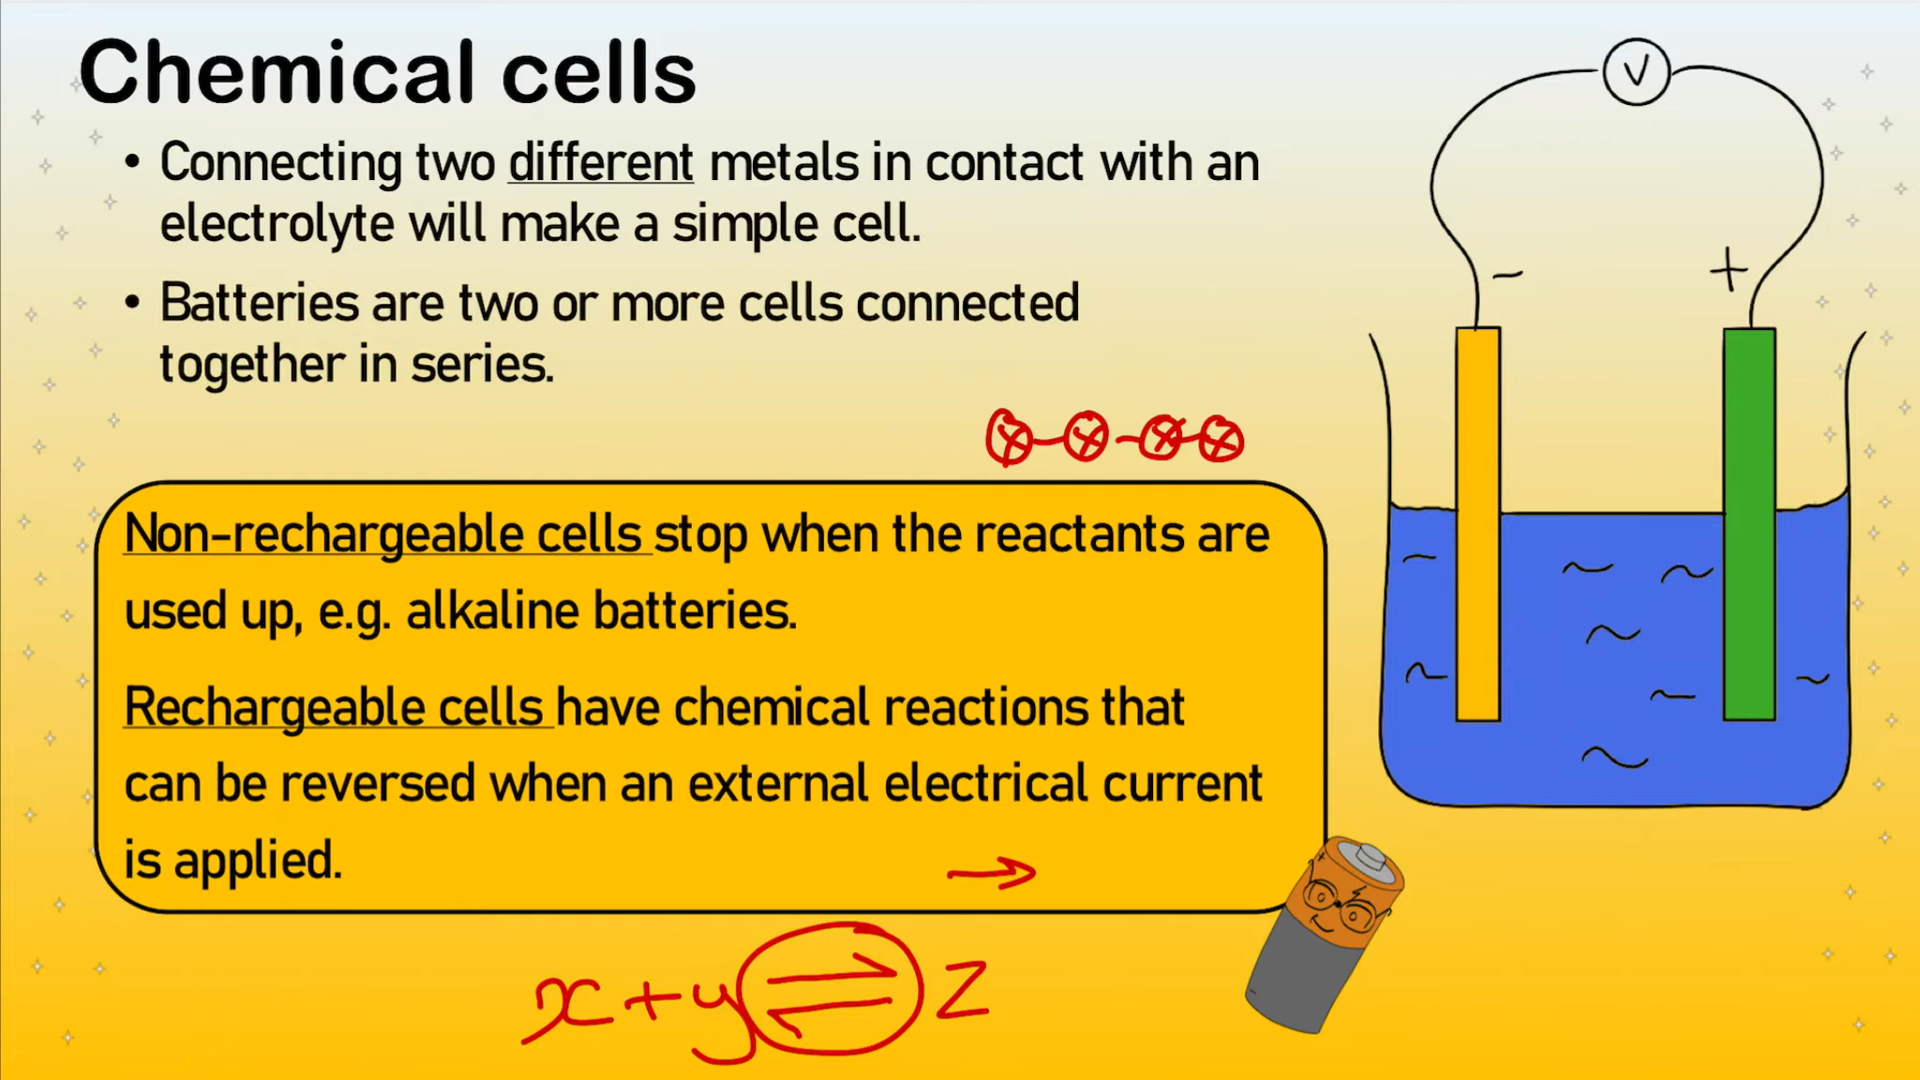 Chemical cells
• Connecting two different metals in contact with an
electrolyte will make a simple cell.
• Batteries are two or more cells connected
together in series.
V
− +
Non-rechargeable cells stop when the reactants are
used up, e.g. alkaline batteries.
Rechargeable cells have chemical reactions that
can be reversed when an external electrical current
is applied.
→
+
-
x + y ⇌ z